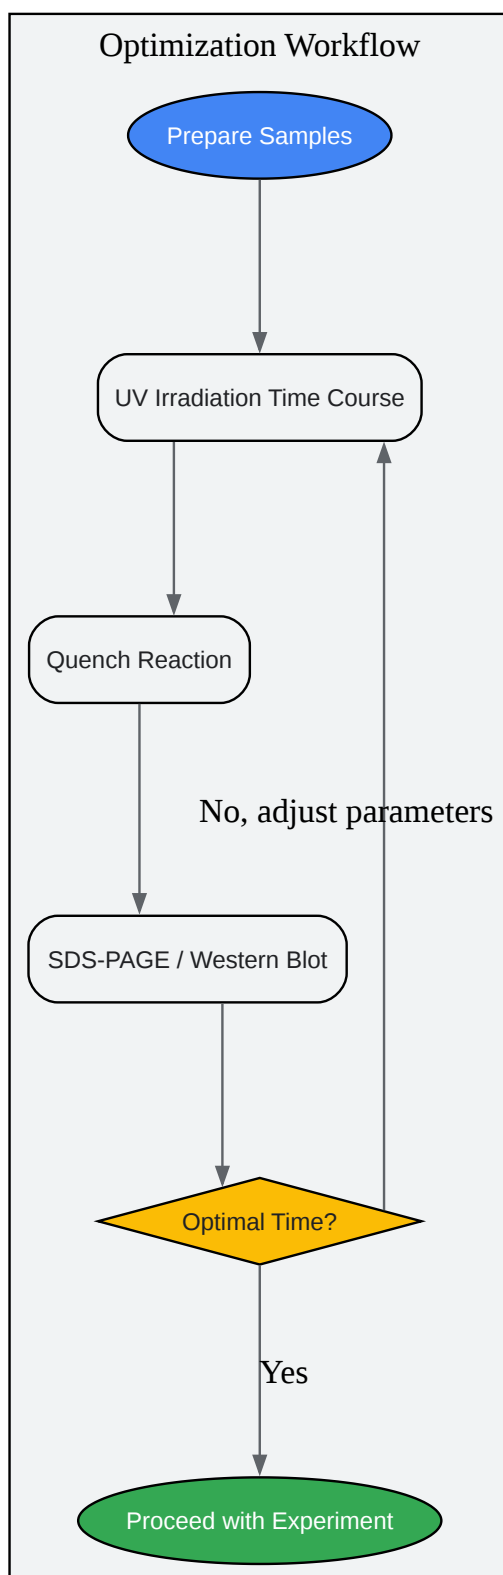 Optimization Workflow
Prepare Samples
UV Irradiation Time Course
Quench Reaction
No, adjust parameters
SDS-PAGE / Western Blot
Optimal Time?
Yes
Proceed with Experiment